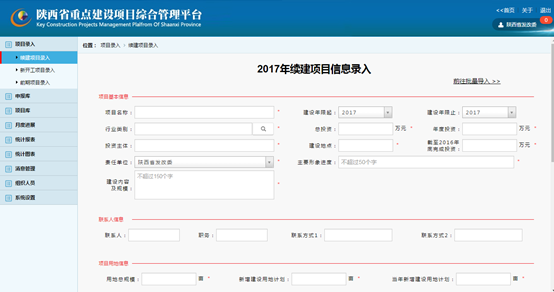 陕西省重点建设项目综合管理平台
Key Construction Projects Management Platfrom Of Shaanxi Province
<<首页 关于 退出
陕西省发改委 0
项目录入
续建项目录入
新开工项目录入
前期项目录入
申报库
项目库
月度进展
统计报表
统计图表
消息管理
组织人员
系统设置
位置： 项目录入 > 续建项目录入
2017年续建项目信息录入
前往批量导入 >>
项目基本信息
项目名称： * 建设年限起： 2017 建设年限止： 2017 *
行业类别： * 总投资： 万元 * 年度投资： 万元 *
投资主体： * 建设地点： * 截至2016年底完成投资： 万元 *
责任单位： 陕西省发改委 * 主要形象进度： 不超过50个字 *
建设内容及规模： 不超过150个字 *
联系人信息
联系人： 职务： 联系方式1： 联系方式2：
项目用地信息
用地总规模： 亩 * 新增建设用地计划： 亩 * 当年新增建设用地计划： 亩 *